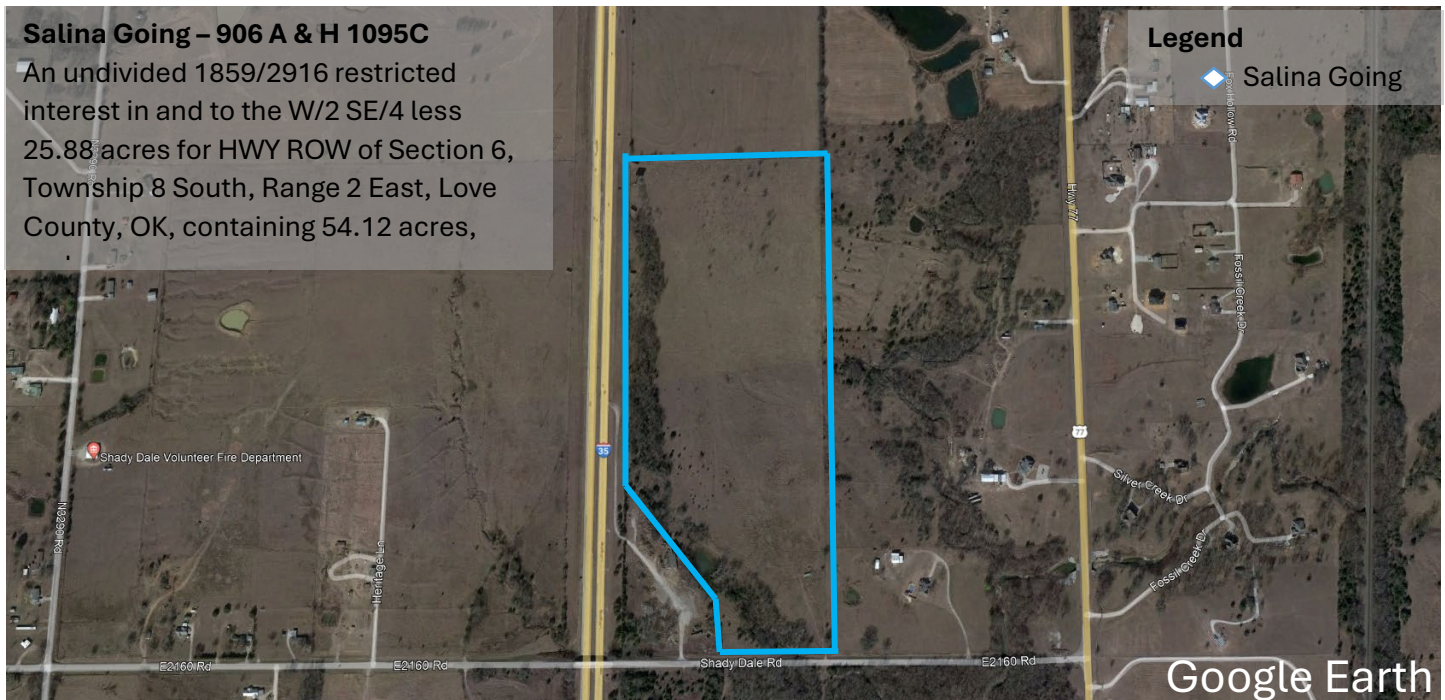 Salina Going – 906 A & H 1095C
An undivided 1859/2916 restricted
interest in and to the W/2 SE/4 less
25.88 acres for HWY ROW of Section 6,
Township 8 South, Range 2 East, Love
County, OK, containing 54.12 acres,
Legend
Salina Going
Fox Hollow Rd
Hwy 77
Fossil Creek Dr
77
35
Shady Dale Volunteer Fire Department
Silver Creek Dr
N3290 Rd
Heritage Ln
Fossil Creek Dr
E2160 Rd
E2160 Rd
Shady Dale Rd
E2160 Rd
Google Earth